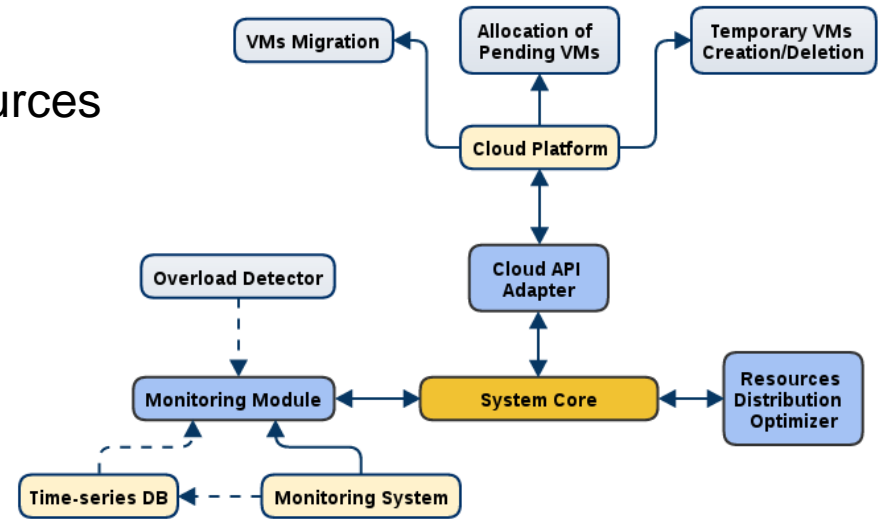 VMs Migration
Allocation of
Pending VMs
Temporary VMs
Creation/Deletion
urces
Cloud Platform
Cloud API
Adapter
Overload Detector
Monitoring Module
System Core
Resources
Distribution
Optimizer
Time-series DB
Monitoring System